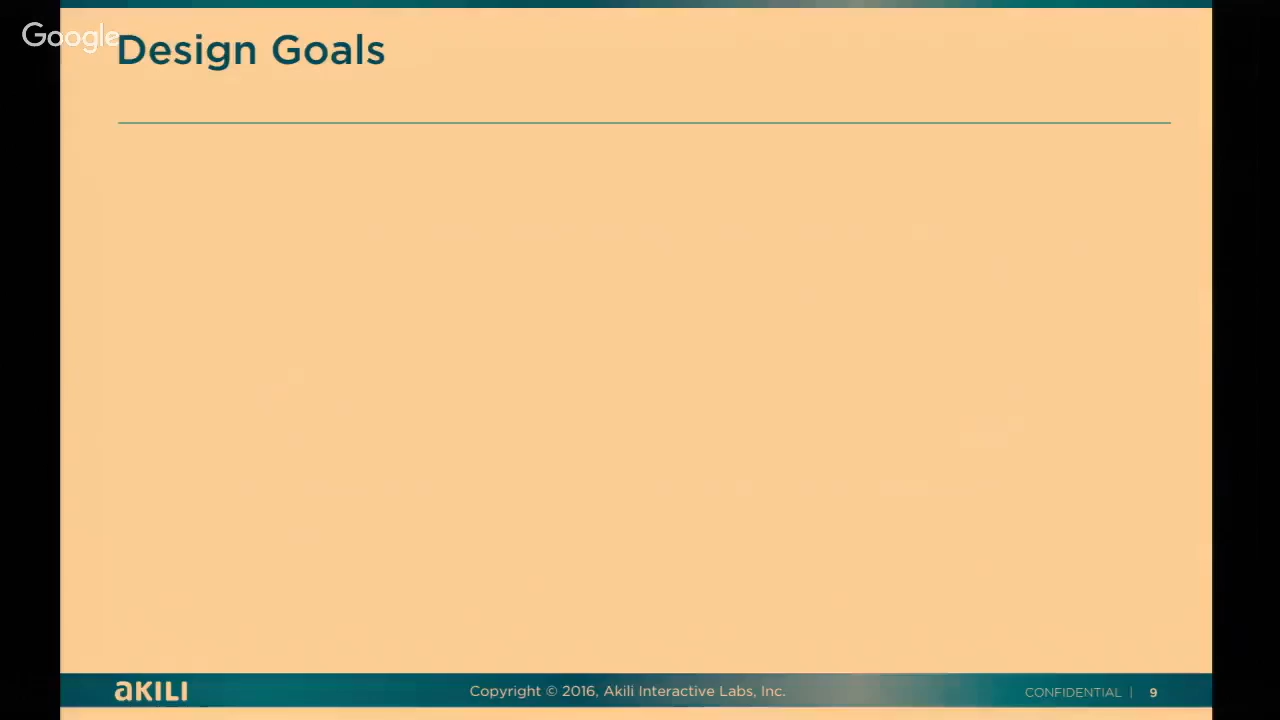 Google
Design Goals
aKILI
Copyright © 2016, Akili Interactive Labs, Inc.
CONFIDENTIAL | 9